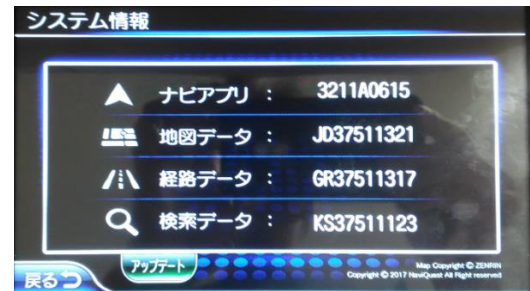 システム情報
ナビアプリ : 3211A0615
地図データ : JD37511321
経路データ : GR37511317
検索データ : KS37511123
アップデート
戻る
Map Copyright © ZENRIN
Copyright © 2017 NaviQuest All Right reserved